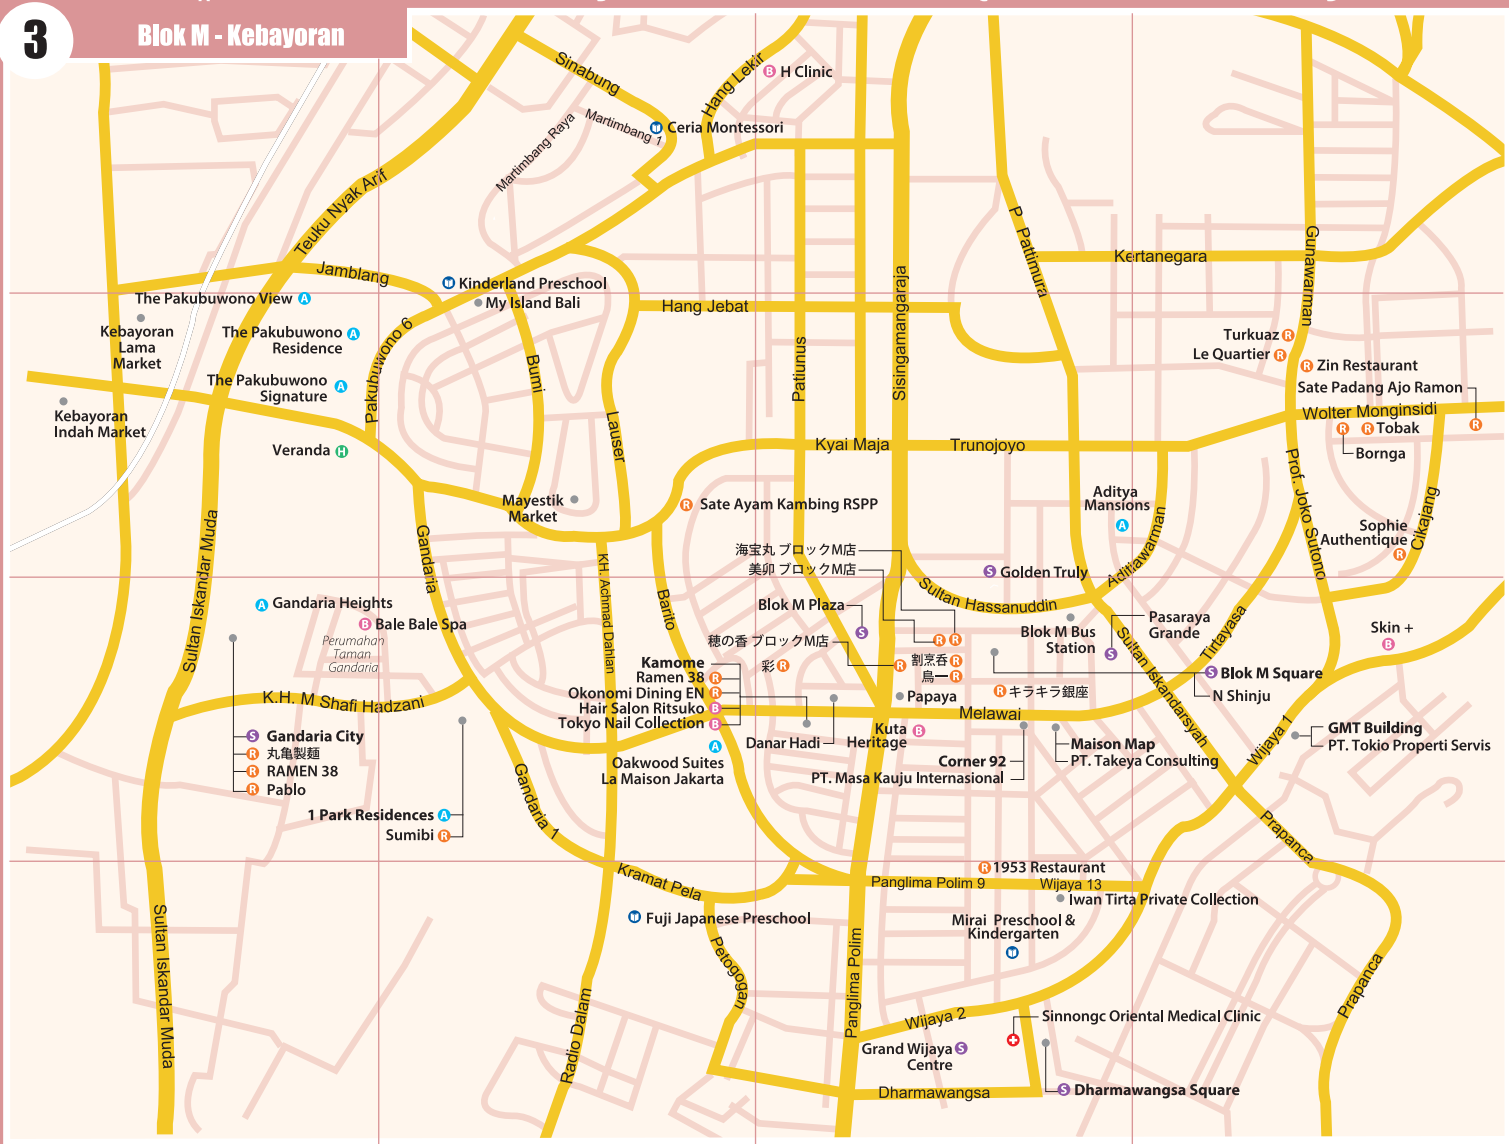 3
Blok M - Kebayoran
Sinabung
Hang Lekir
H Clinic
Martimbang 1
Ceria Montessori
Martimbang Raya
Teuku Nyak Arif
P Pattimura
Gunawarman
Kertanegara
Jamblang
Kinderland Preschool
My Island Bali
The Pakubuwono View
Hang Jebat
Sisingamangaraja
Kebayoran
Lama
Market
The Pakubuwono
Residence
Pakubuwono 6
Bumi
Patiunus
Turkuaz
Le Quartier
Zin Restaurant
Sate Padang Ajo Ramon
The Pakubuwono
Signature
Kebayoran
Indah Market
Lauser
Wolter Monginsidi
Tobak
Bornga
Veranda
Kyai Maja
Trunojoyo
Prof. Joko Sutono
Cikajang
Mayestik
Market
Sate Ayam Kambing RSPP
Aditya
Mansions
Adityawarman
Sophie
Authentique
Sultan Iskandar Muda
Gandaria
KH. Achmad Dahlan
Barito
海宝丸 ブロックM店
美卯 ブロックM店
Golden Truly
Sultan Hassanuddin
Gandaria Heights
Bale Bale Spa
Perumahan
Taman
Gandaria
Blok M Plaza
穂の香 ブロックM店
Blok M Bus
Station
Pasaraya
Grande
Tirtayasa
Skin +
Kamome
Ramen 38
Okonomi Dining EN
Hair Salon Ritsuko
Tokyo Nail Collection
彩
割烹呑
鳥一
Papaya
キラキラ銀座
Blok M Square
N Shinju
Sultan Iskandarsyah
K.H. M Shafi Hadzani
Melawai
Danar Hadi
Kuta
Heritage
Gandaria City
丸亀製麺
RAMEN 38
Pablo
Oakwood Suites
La Maison Jakarta
Corner 92
PT. Masa Kauju Internasional
Maison Map
PT. Takeya Consulting
Wijaya 1
GMT Building
PT. Tokio Properti Servis
Gandaria 1
1 Park Residences
Sumibi
Prapanca
Kramat Pela
1953 Restaurant
Panglima Polim 9
Wijaya 13
Iwan Tirta Private Collection
Fuji Japanese Preschool
Mirai Preschool &
Kindergarten
Sultan Iskandar Muda
Petogogan
Panglima Polim
Prapanca
Radio Dalam
Wijaya 2
Sinnongc Oriental Medical Clinic
Grand Wijaya
Centre
Dharmawangsa
Dharmawangsa Square